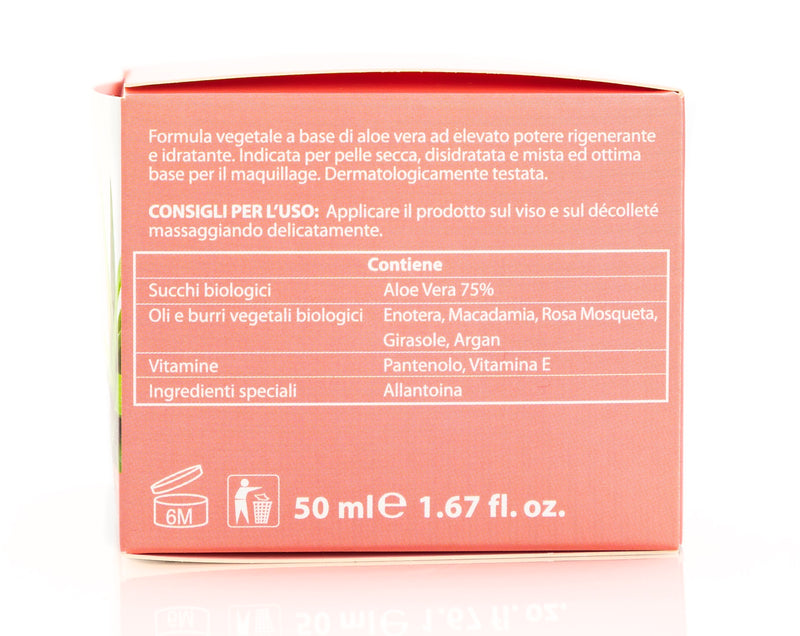 Formula vegetale a base di aloe vera ad elevato potere rigenerante
e idratante. Indicata per pelle secca, disidratata e mista ed ottima
base per il maquillage. Dermatologicamente testata.
CONSIGLI PER L'USO: Applicare il prodotto sul viso e sul décolleté
massaggiando delicatamente.
Contiene
Succhi biologici Aloe Vera 75%
Oli e burri vegetali biologici Enotera, Macadamia, Rosa Mosqueta,
Girasole, Argan
Vitamine Pantenolo, Vitamina E
Ingredienti speciali Allantoina
6M 50 ml e 1.67 fl. oz.